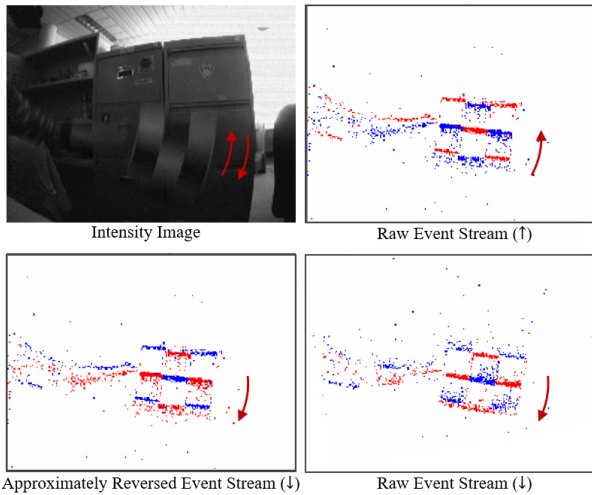 Intensity Image
Raw Event Stream (↑)
Approximately Reversed Event Stream (↓)
Raw Event Stream (↓)